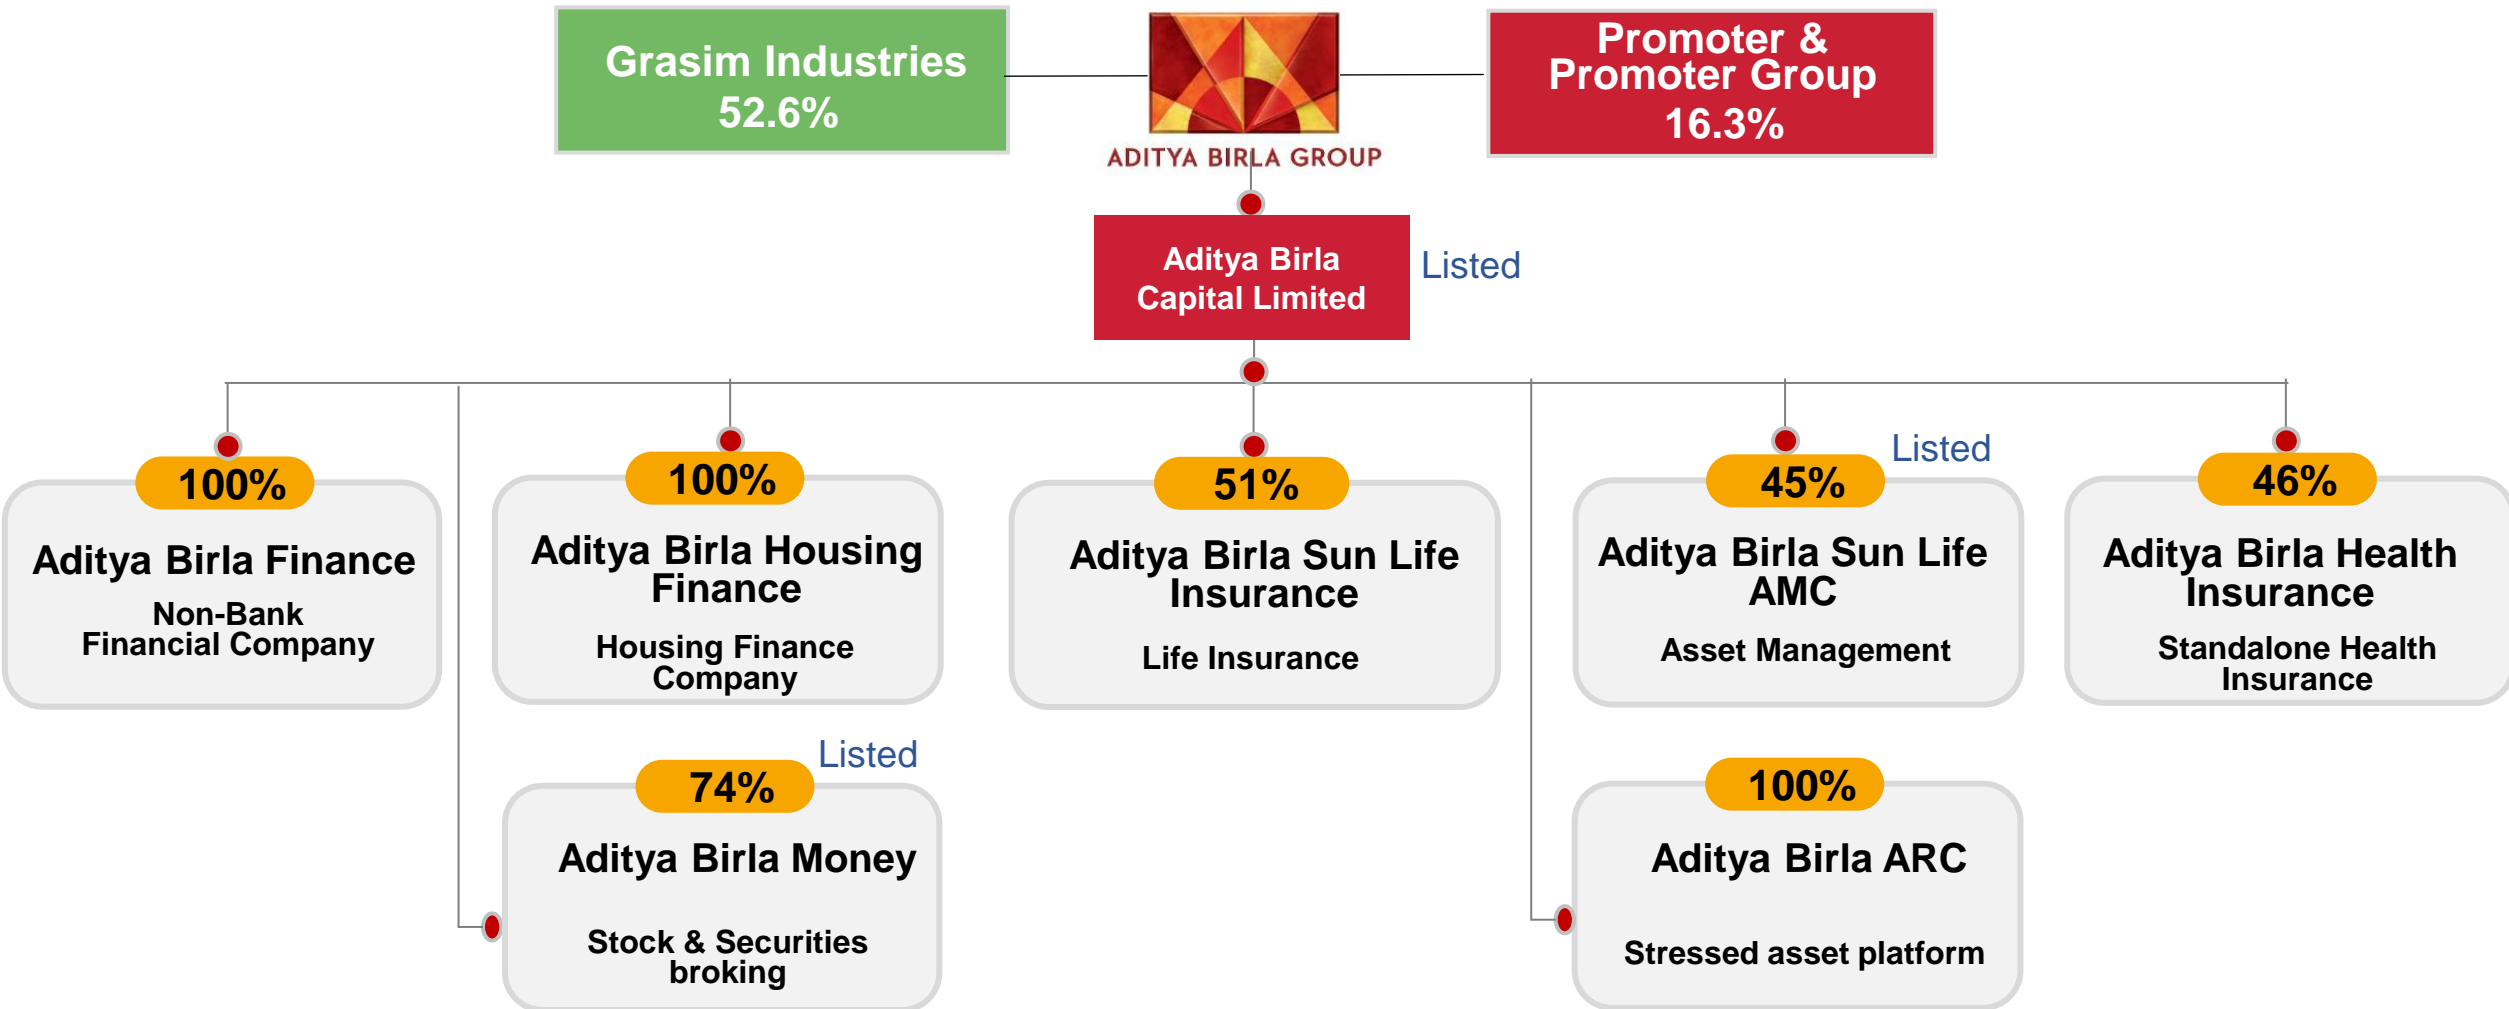 Grasim Industries
52.6%
ADITYA BIRLA GROUP
Promoter &
Promoter Group
16.3%
Aditya Birla
Capital Limited
Listed
100%
Aditya Birla Finance
Non-Bank
Financial Company
100%
Aditya Birla Housing
Finance
Housing Finance
Company
51%
Aditya Birla Sun Life
Insurance
Life Insurance
Listed
45%
Aditya Birla Sun Life
AMC
Asset Management
46%
Aditya Birla Health
Insurance
Standalone Health
Insurance
Listed
74%
Aditya Birla Money
Stock & Securities
broking
100%
Aditya Birla ARC
Stressed asset platform